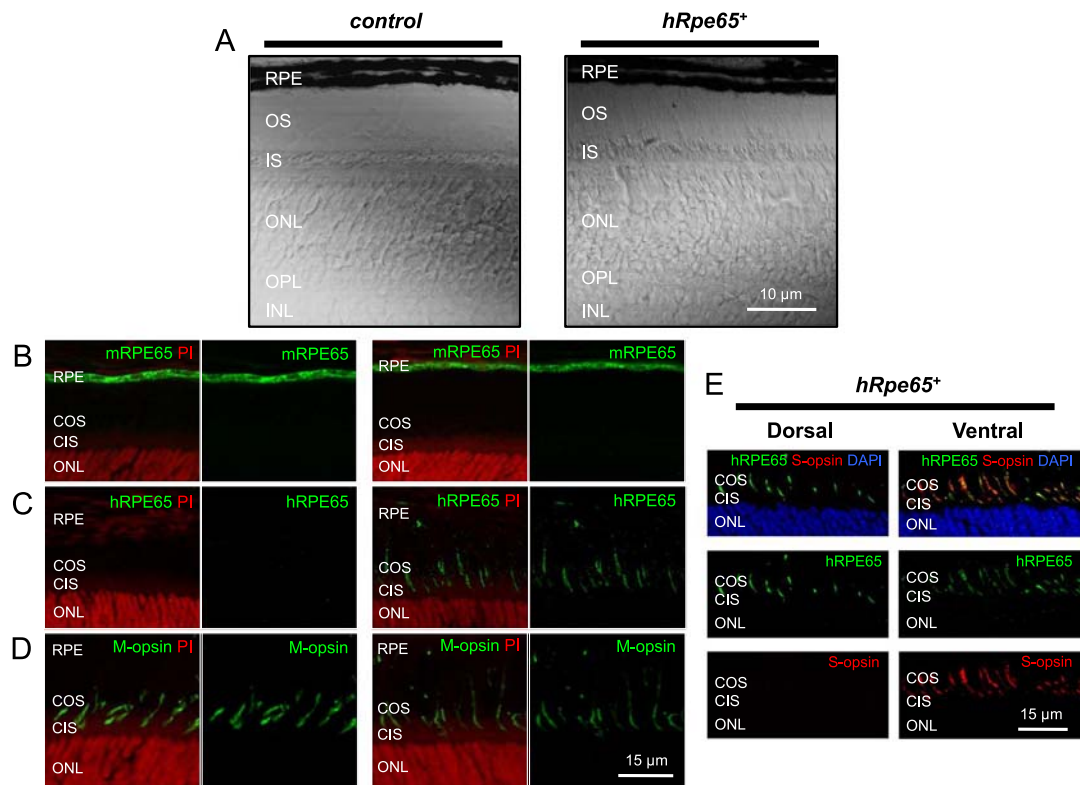 A
control
hRpe65⁺
RPE
OS
IS
ONL
OPL
INL
RPE
OS
IS
ONL
OPL
INL
10 µm
B
mRPE65 PI
mRPE65
RPE
COS
CIS
ONL
mRPE65 PI
mRPE65
RPE
COS
CIS
ONL
C
hRPE65 PI
hRPE65
RPE
COS
CIS
ONL
hRPE65 PI
hRPE65
RPE
COS
CIS
ONL
D
M-opsin PI
M-opsin
RPE
COS
CIS
ONL
M-opsin PI
M-opsin
RPE
COS
CIS
ONL
15 µm
E
hRpe65⁺
Dorsal
Ventral
hRPE65 S-opsin DAPI
COS
CIS
ONL
hRPE65 S-opsin DAPI
COS
CIS
ONL
hRPE65
COS
CIS
ONL
hRPE65
COS
CIS
ONL
S-opsin
COS
CIS
ONL
S-opsin
COS
CIS
ONL
15 µm